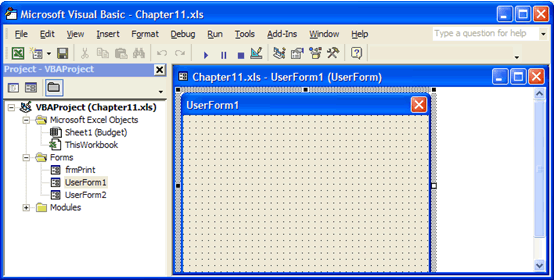 Microsoft Visual Basic - Chapter11.xls
File Edit View Insert Format Debug Run Tools Add-Ins Window Help Type a question for help
Project - VBAProject
Chapter11.xls - UserForm1 (UserForm)
VBAProject (Chapter11.xls)
Microsoft Excel Objects
Sheet1 (Budget)
ThisWorkbook
Forms
frmPrint
UserForm1
UserForm2
Modules
UserForm1